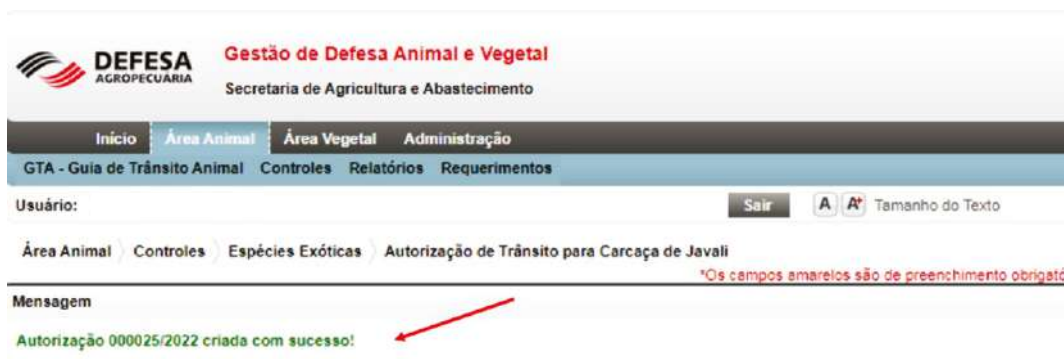 DEFESA
AGROPECUÁRIA
Gestão de Defesa Animal e Vegetal
Secretaria de Agricultura e Abastecimento
Início Área Animal Área Vegetal Administração
GTA - Guia de Trânsito Animal Controles Relatórios Requerimentos
Usuário: Sair A A+ Tamanho do Texto
Área Animal Controles Espécies Exóticas Autorização de Trânsito para Carcaça de Javali
*Os campos amarelos são de preenchimento obrigató
Mensagem
Autorização 000025/2022 criada com sucesso!